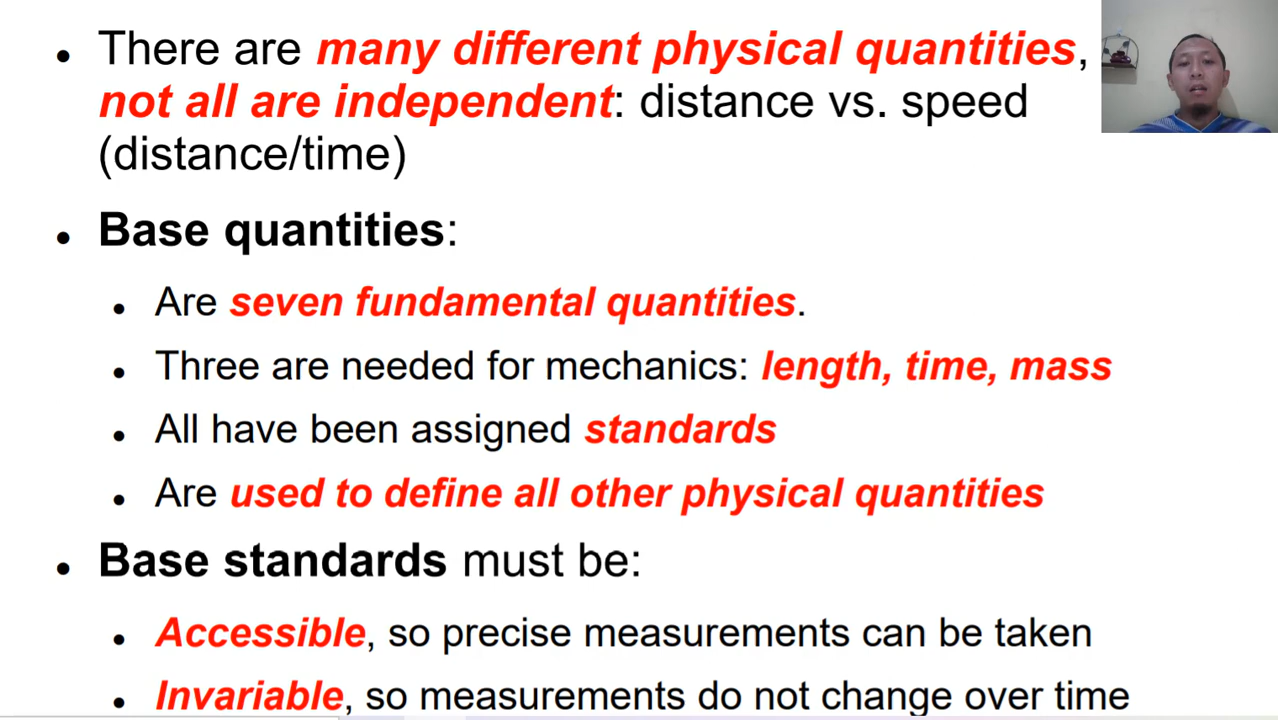 • There are many different physical quantities,
not all are independent: distance vs. speed
(distance/time)
• Base quantities:
• Are seven fundamental quantities.
• Three are needed for mechanics: length, time, mass
• All have been assigned standards
• Are used to define all other physical quantities
• Base standards must be:
• Accessible, so precise measurements can be taken
• Invariable, so measurements do not change over time